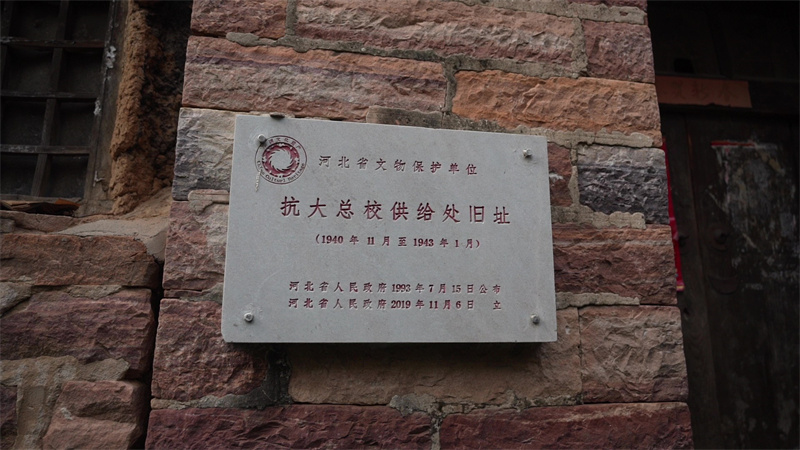 河北省文物保护单位
抗大总校供给处旧址
（1940 年 11 月 至 1943 年 1 月）
河北省人民政府 1993 年 7 月 15 日 公 布
河北省人民政府 2019 年 11 月 6 日 立